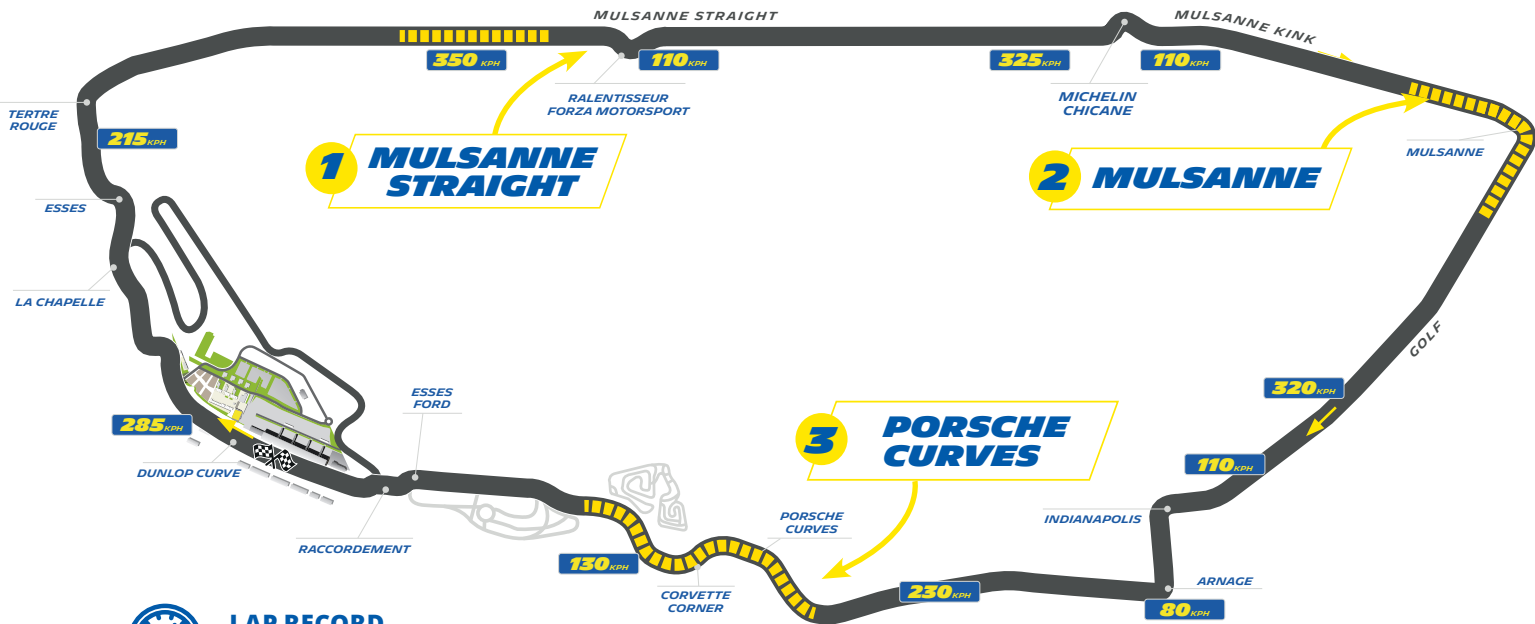 MULSANNE STRAIGHT
MULSANNE KINK
350 KPH
110 KPH
325 KPH
110 KPH
RALENTISSEUR
FORZA MOTORSPORT
MICHELIN
CHICANE
TERTRE
ROUGE
215 KPH
1 MULSANNE
STRAIGHT
2 MULSANNE
MULSANNE
ESSES
LA CHAPELLE
GOLF
320 KPH
ESSES
FORD
285 KPH
3 PORSCHE
CURVES
DUNLOP CURVE
110 KPH
INDIANAPOLIS
PORSCHE
CURVES
RACCORDEMENT
130 KPH
CORVETTE
CORNER
230 KPH
ARNAGE
80 KPH
LAP RECORD